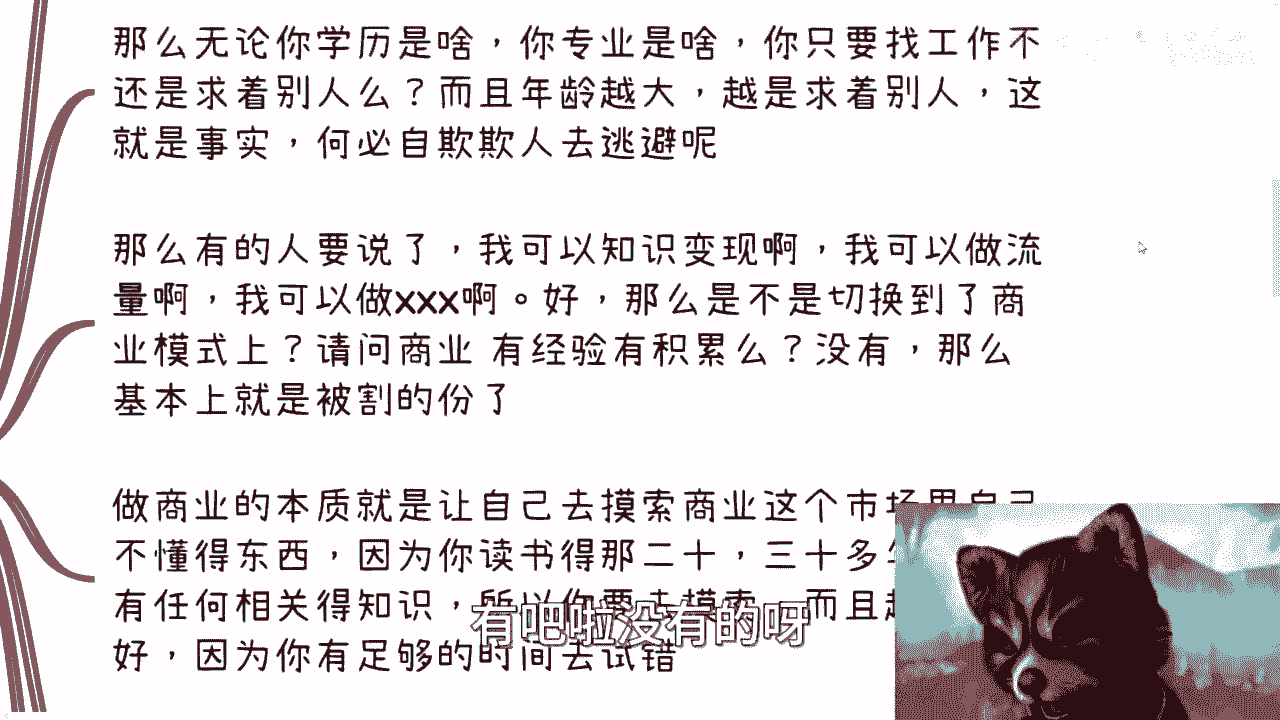 那么无论你学历是啥，你专业是啥，你只要找工作不
还是求着别人么？而且年龄越大，越是求着别人，这
就是事实，何必自欺欺人去逃避呢
那么有的人要说了，我可以知识变现啊，我可以做流
量啊，我可以做xxx啊。好，那么是不是切换到了商
业模式上？请问商业 有经验有积累么？没有，那么
基本上就是被割的份了
做商业的本质就是让自己去摸索商业这个市场里自己
不懂得东西，因为你读书得那二十，三十多年
有任何相关得知识，所以你要去摸索，而且越
好，因为你有足够的时间去试错
有吧啦没有的呀